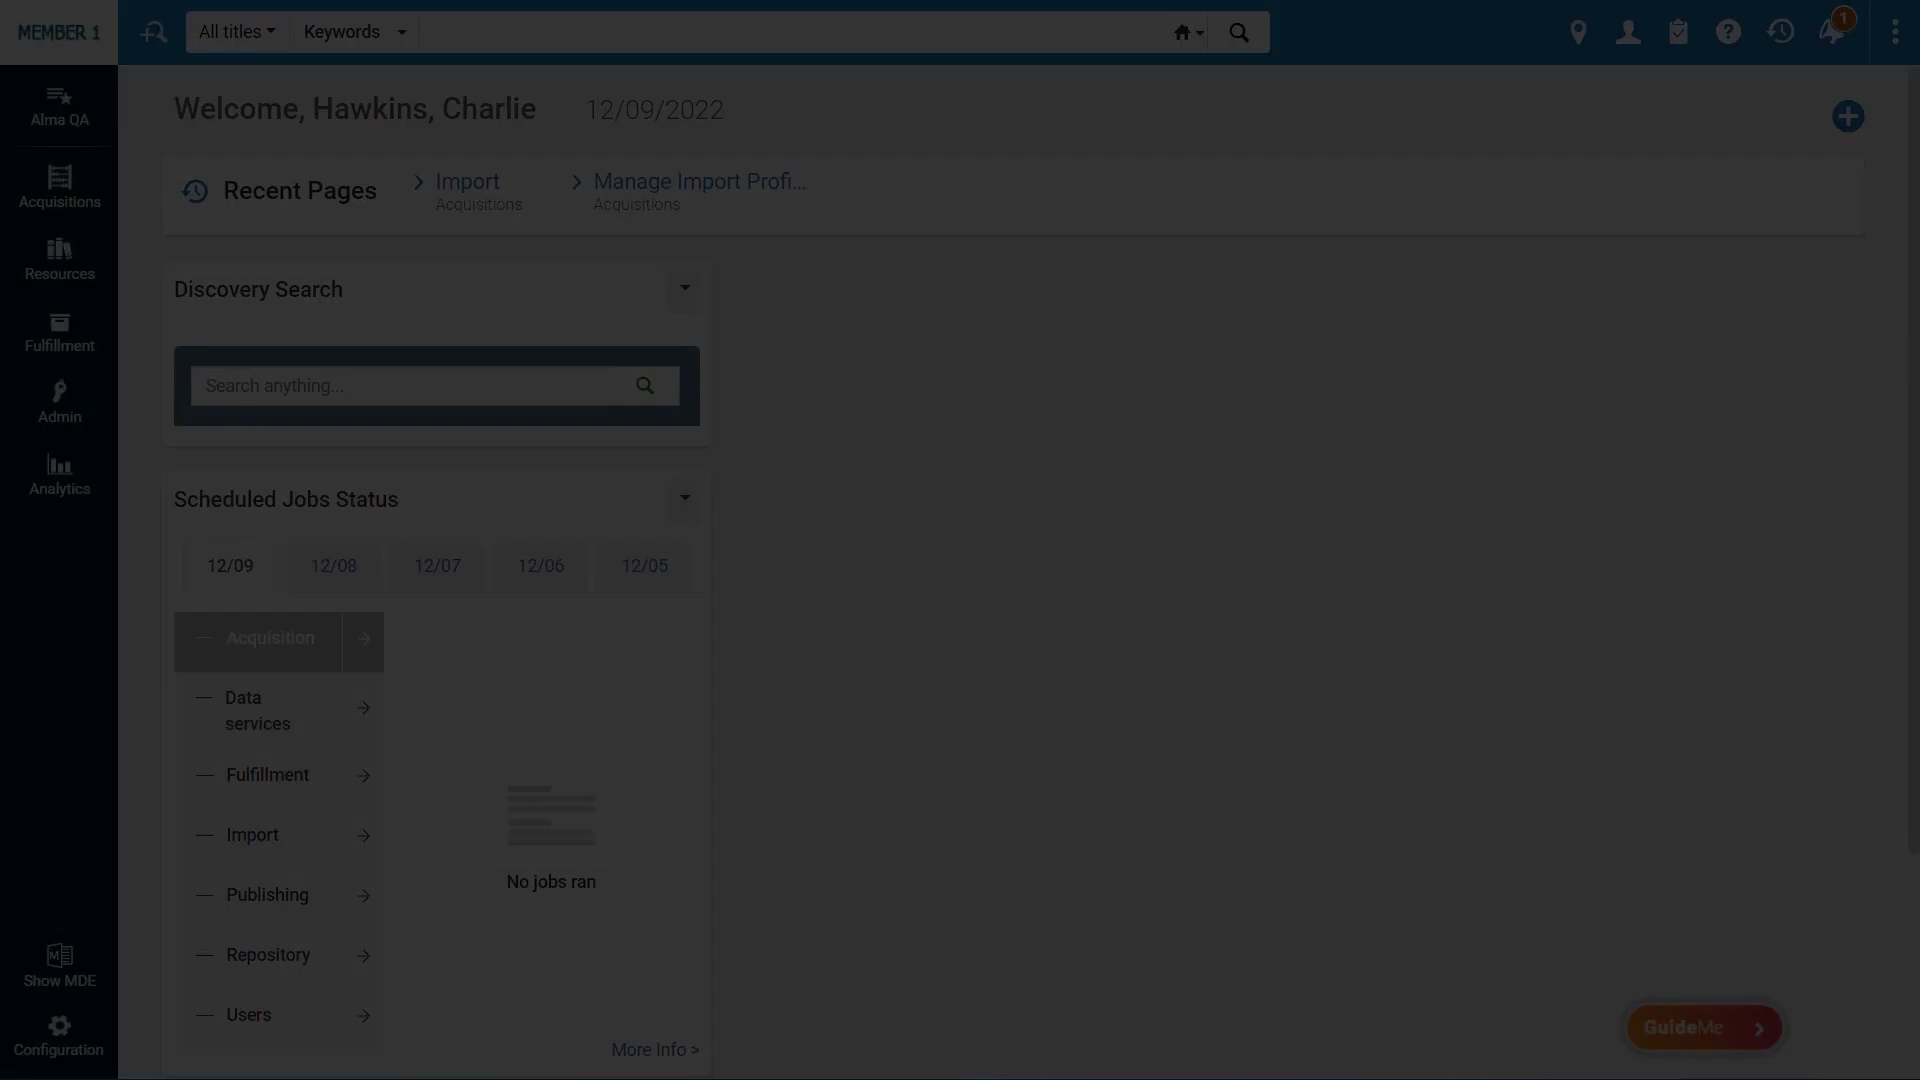 MEMBER 1
All titles
Keywords
1
Alma QA
Acquisitions
Resources
Fulfillment
Admin
Analytics
Show MDE
Configuration
Welcome, Hawkins, Charlie
12/09/2022
Recent Pages
Import
Acquisitions
Manage Import Profi...
Acquisitions
Discovery Search
Search anything...
Scheduled Jobs Status
12/09
12/08
12/07
12/06
12/05
Acquisition
Data
services
Fulfillment
Import
Publishing
Repository
Users
No jobs ran
More Info >
GuideMe